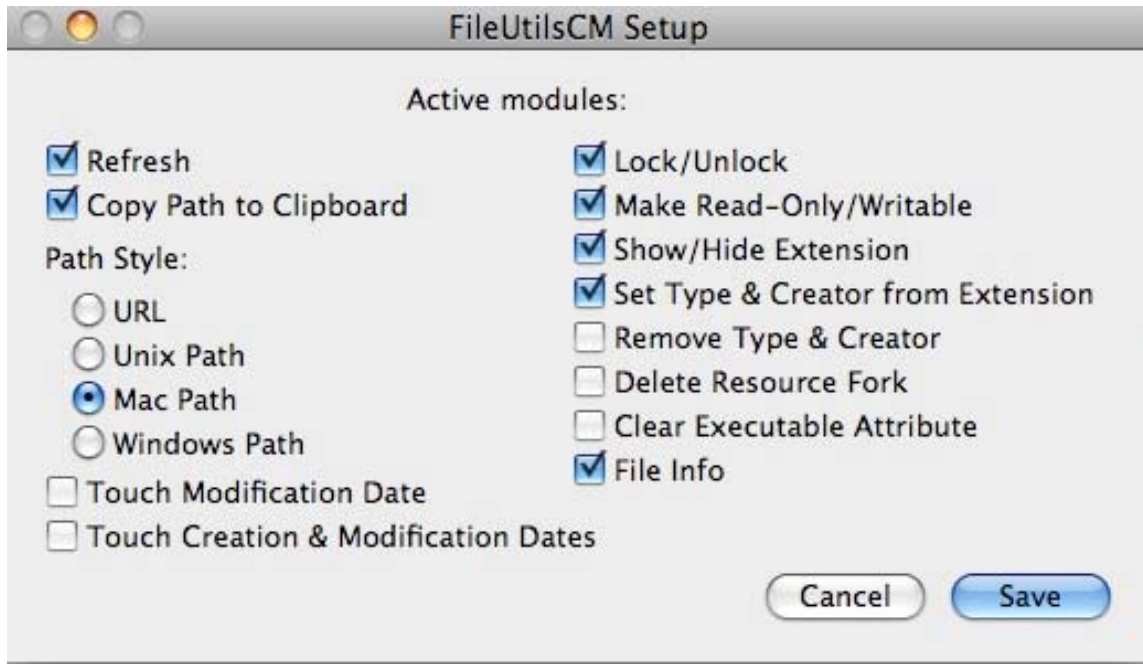 FileUtilsCM Setup
Active modules:
Refresh
Copy Path to Clipboard
Path Style:
URL
Unix Path
Mac Path
Windows Path
Touch Modification Date
Touch Creation & Modification Dates
Lock/Unlock
Make Read-Only/Writable
Show/Hide Extension
Set Type & Creator from Extension
Remove Type & Creator
Delete Resource Fork
Clear Executable Attribute
File Info
Cancel
Save